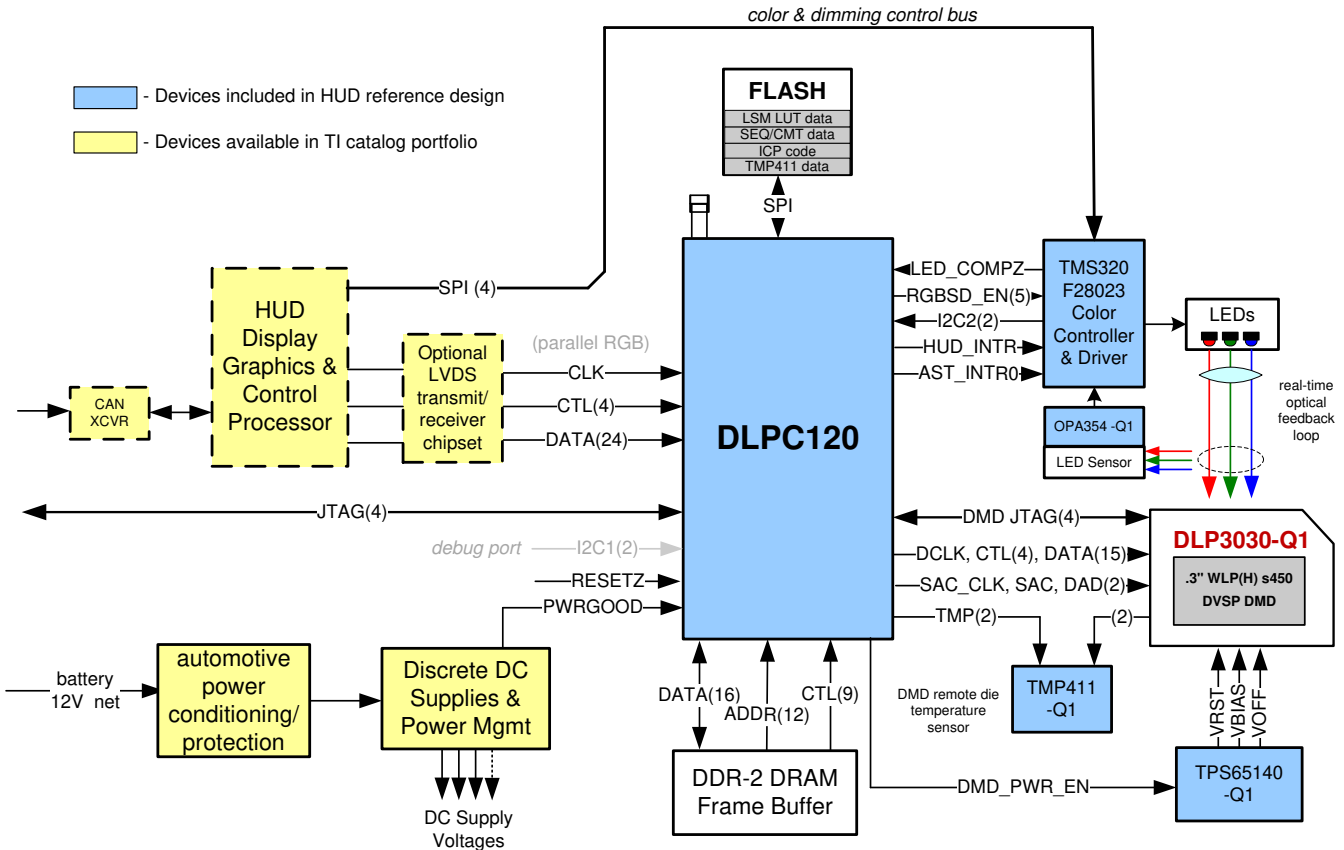 color & dimming control bus
- Devices included in HUD reference design
- Devices available in TI catalog portfolio
FLASH
LSM LUT data
SEQ/CMT data
ICP code
TMP411 data
SPI
SPI (4)
HUD
Display
Graphics &
Control
Processor
CAN
XCVR
Optional
LVDS
transmit/
receiver
chipset
(parallel RGB)
CLK
CTL(4)
DATA(24)
JTAG(4)
debug port
I2C1(2)
RESETZ
PWRGOOD
DLPC120
LED_COMPZ
RGBSD_EN(5)
I2C2(2)
HUD_INTR
AST_INTR0
TMS320
F28023
Color
Controller
& Driver
LEDs
real-time
optical
feedback
loop
OPA354 -Q1
LED Sensor
DMD JTAG(4)
DCLK, CTL(4), DATA(15)
SAC_CLK, SAC, DAD(2)
TMP(2)
(2)
DLP3030-Q1
.3" WLP(H) s450
DVSP DMD
battery
12V net
automotive
power
conditioning/
protection
Discrete DC
Supplies &
Power Mgmt
DC Supply
Voltages
DATA(16)
ADDR(12)
CTL(9)
DDR-2 DRAM
Frame Buffer
DMD remote die
temperature
sensor
TMP411
-Q1
VRST
VBIAS
VOFF
DMD_PWR_EN
TPS65140
-Q1